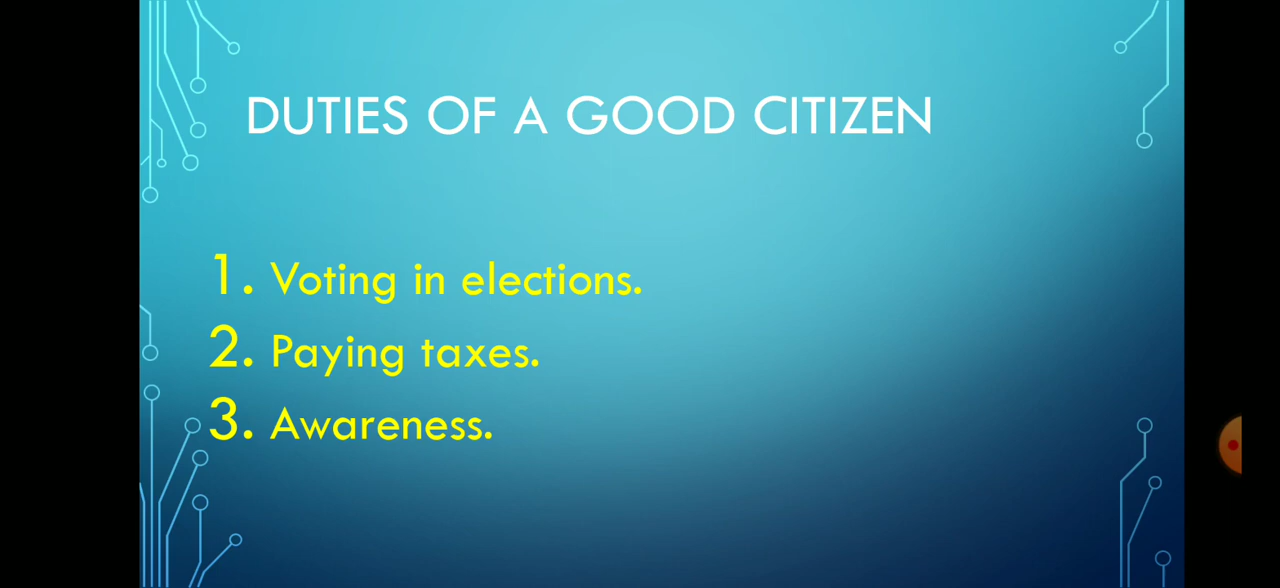 DUTIES OF A GOOD CITIZEN
1. Voting in elections.
2. Paying taxes.
3. Awareness.